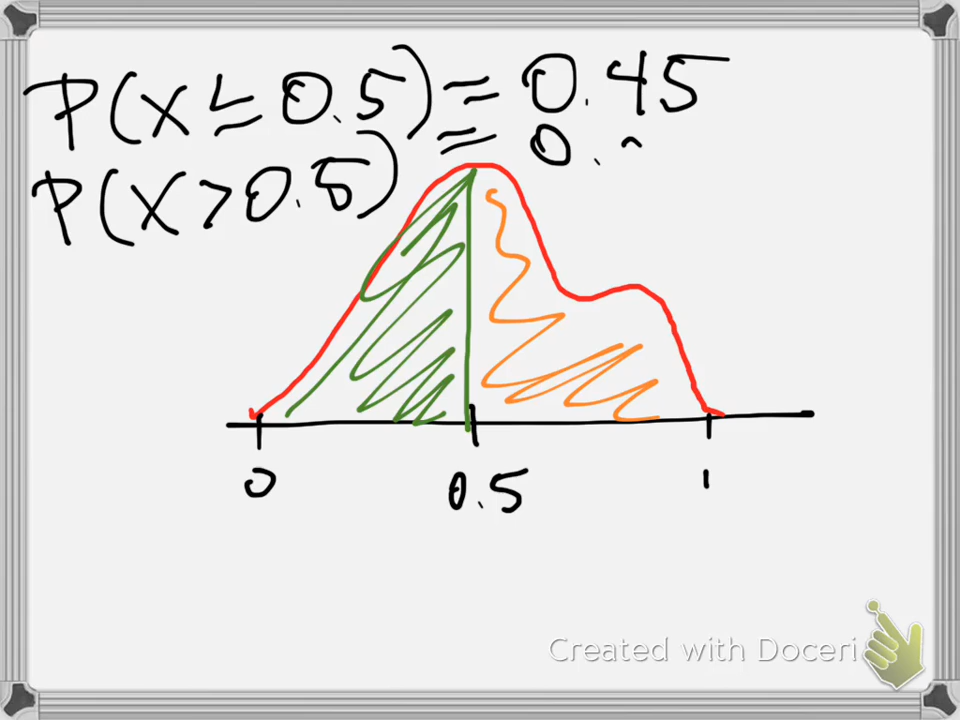 P(X ≤ 0.5) = 0.45
P(X > 0.5) = 0.
0
0.5
1
Created with Doceri